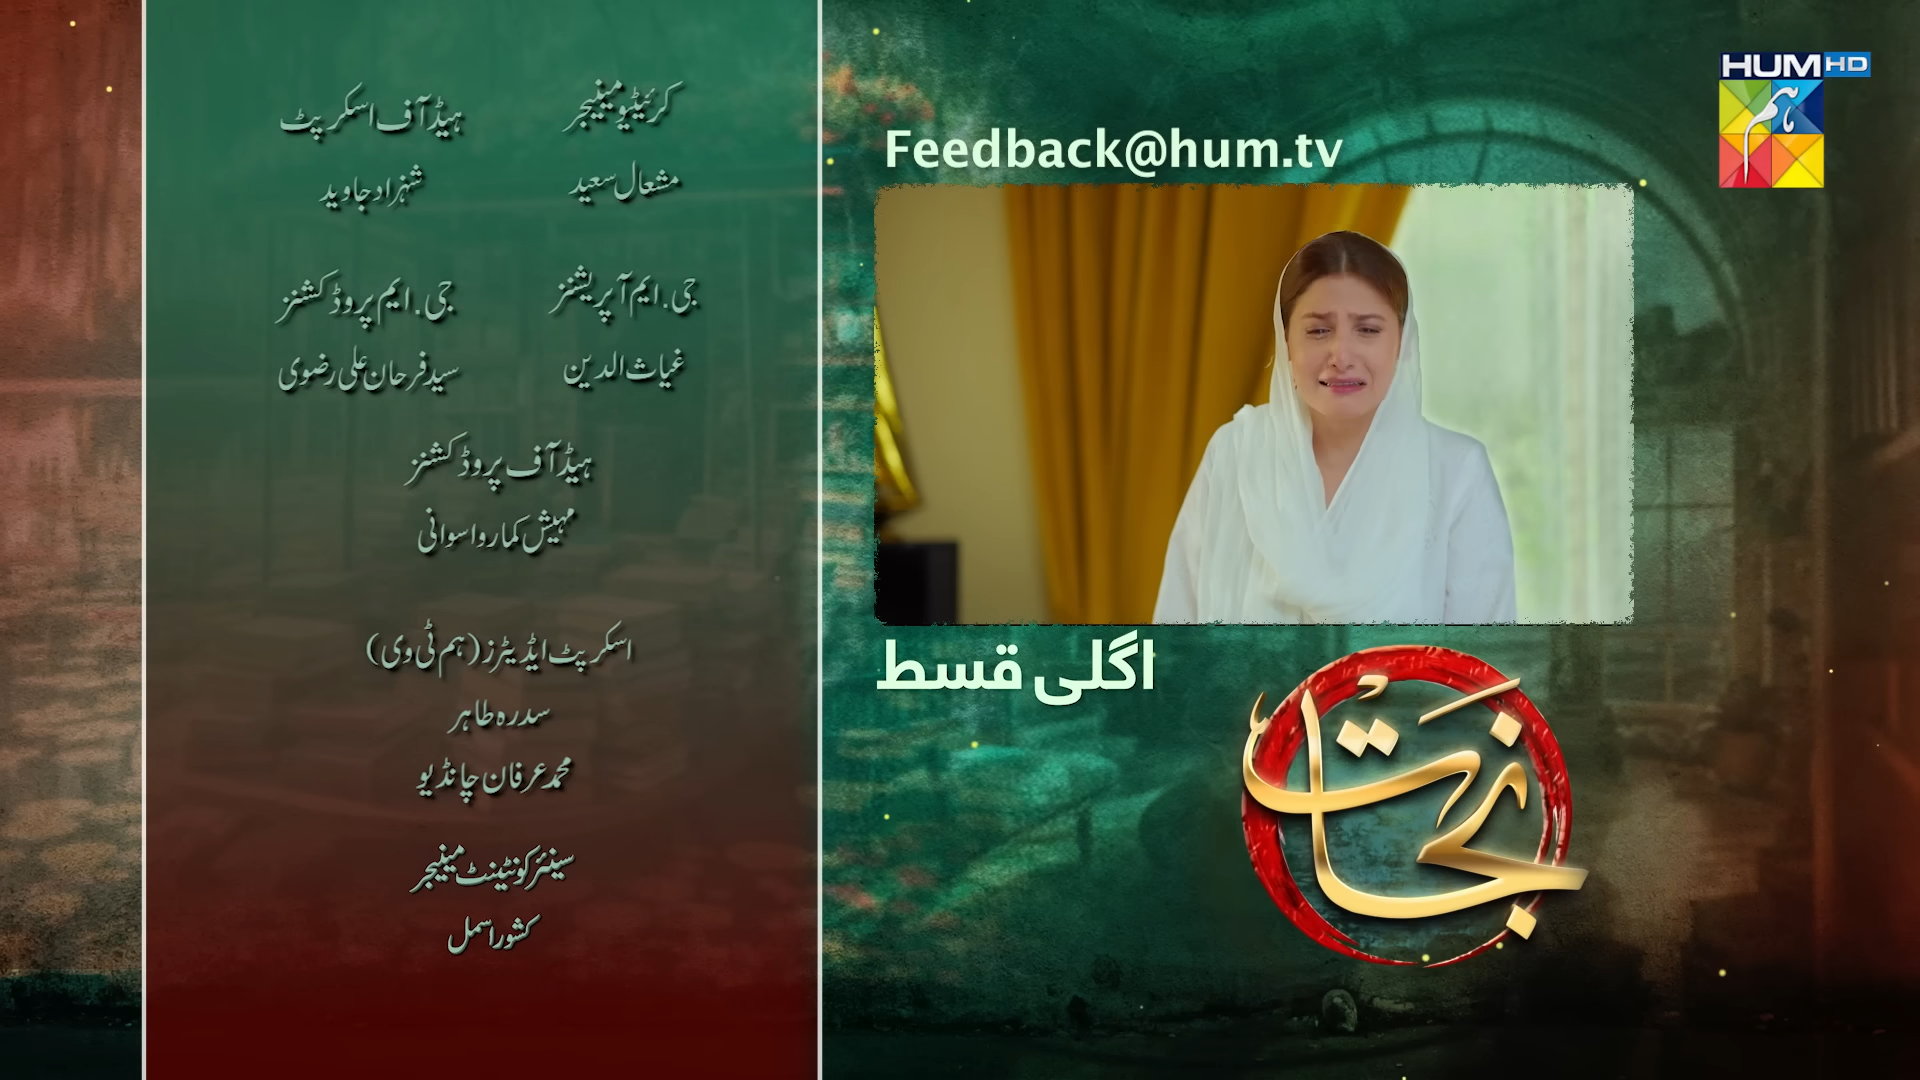 کرئیٹیو مینیجر
مشعال سعید
ہیڈ آف اسکرپٹ
شہزاد جاوید
جی. ایم آپریشنز
غیاث الدین
جی. ایم پروڈکشنز
سید فرحان علی رضوی
ہیڈ آف پروڈکشنز
مہیش کمار واسوانی
اسکرپٹ ایڈیٹرز (ہم ٹی وی)
سدرہ طاہر
محمد عرفان چانڈیو
سینئر کونٹینٹ مینیجر
کشور اسمل
HUM HD
ہم
Feedback@hum.tv
اگلی قسط
نجات